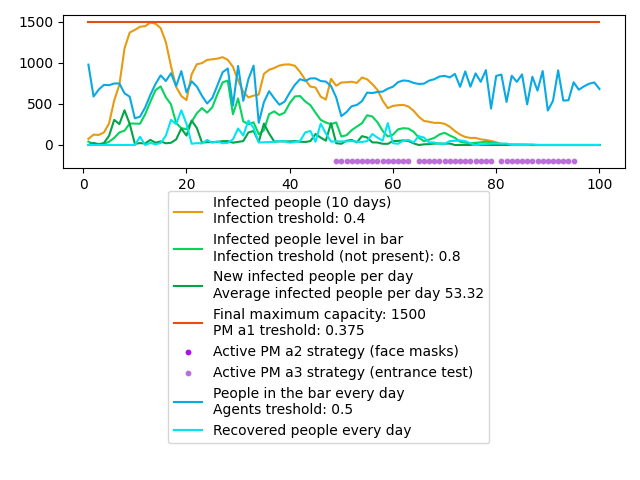 1500
1000
500
0
0
20
40
60
80
100
Infected people (10 days)
Infection treshold: 0.4
Infected people level in bar
Infection treshold (not present): 0.8
New infected people per day
Average infected people per day 53.32
Final maximum capacity: 1500
PM a1 treshold: 0.375
Active PM a2 strategy (face masks)
Active PM a3 strategy (entrance test)
People in the bar every day
Agents treshold: 0.5
Recovered people every day